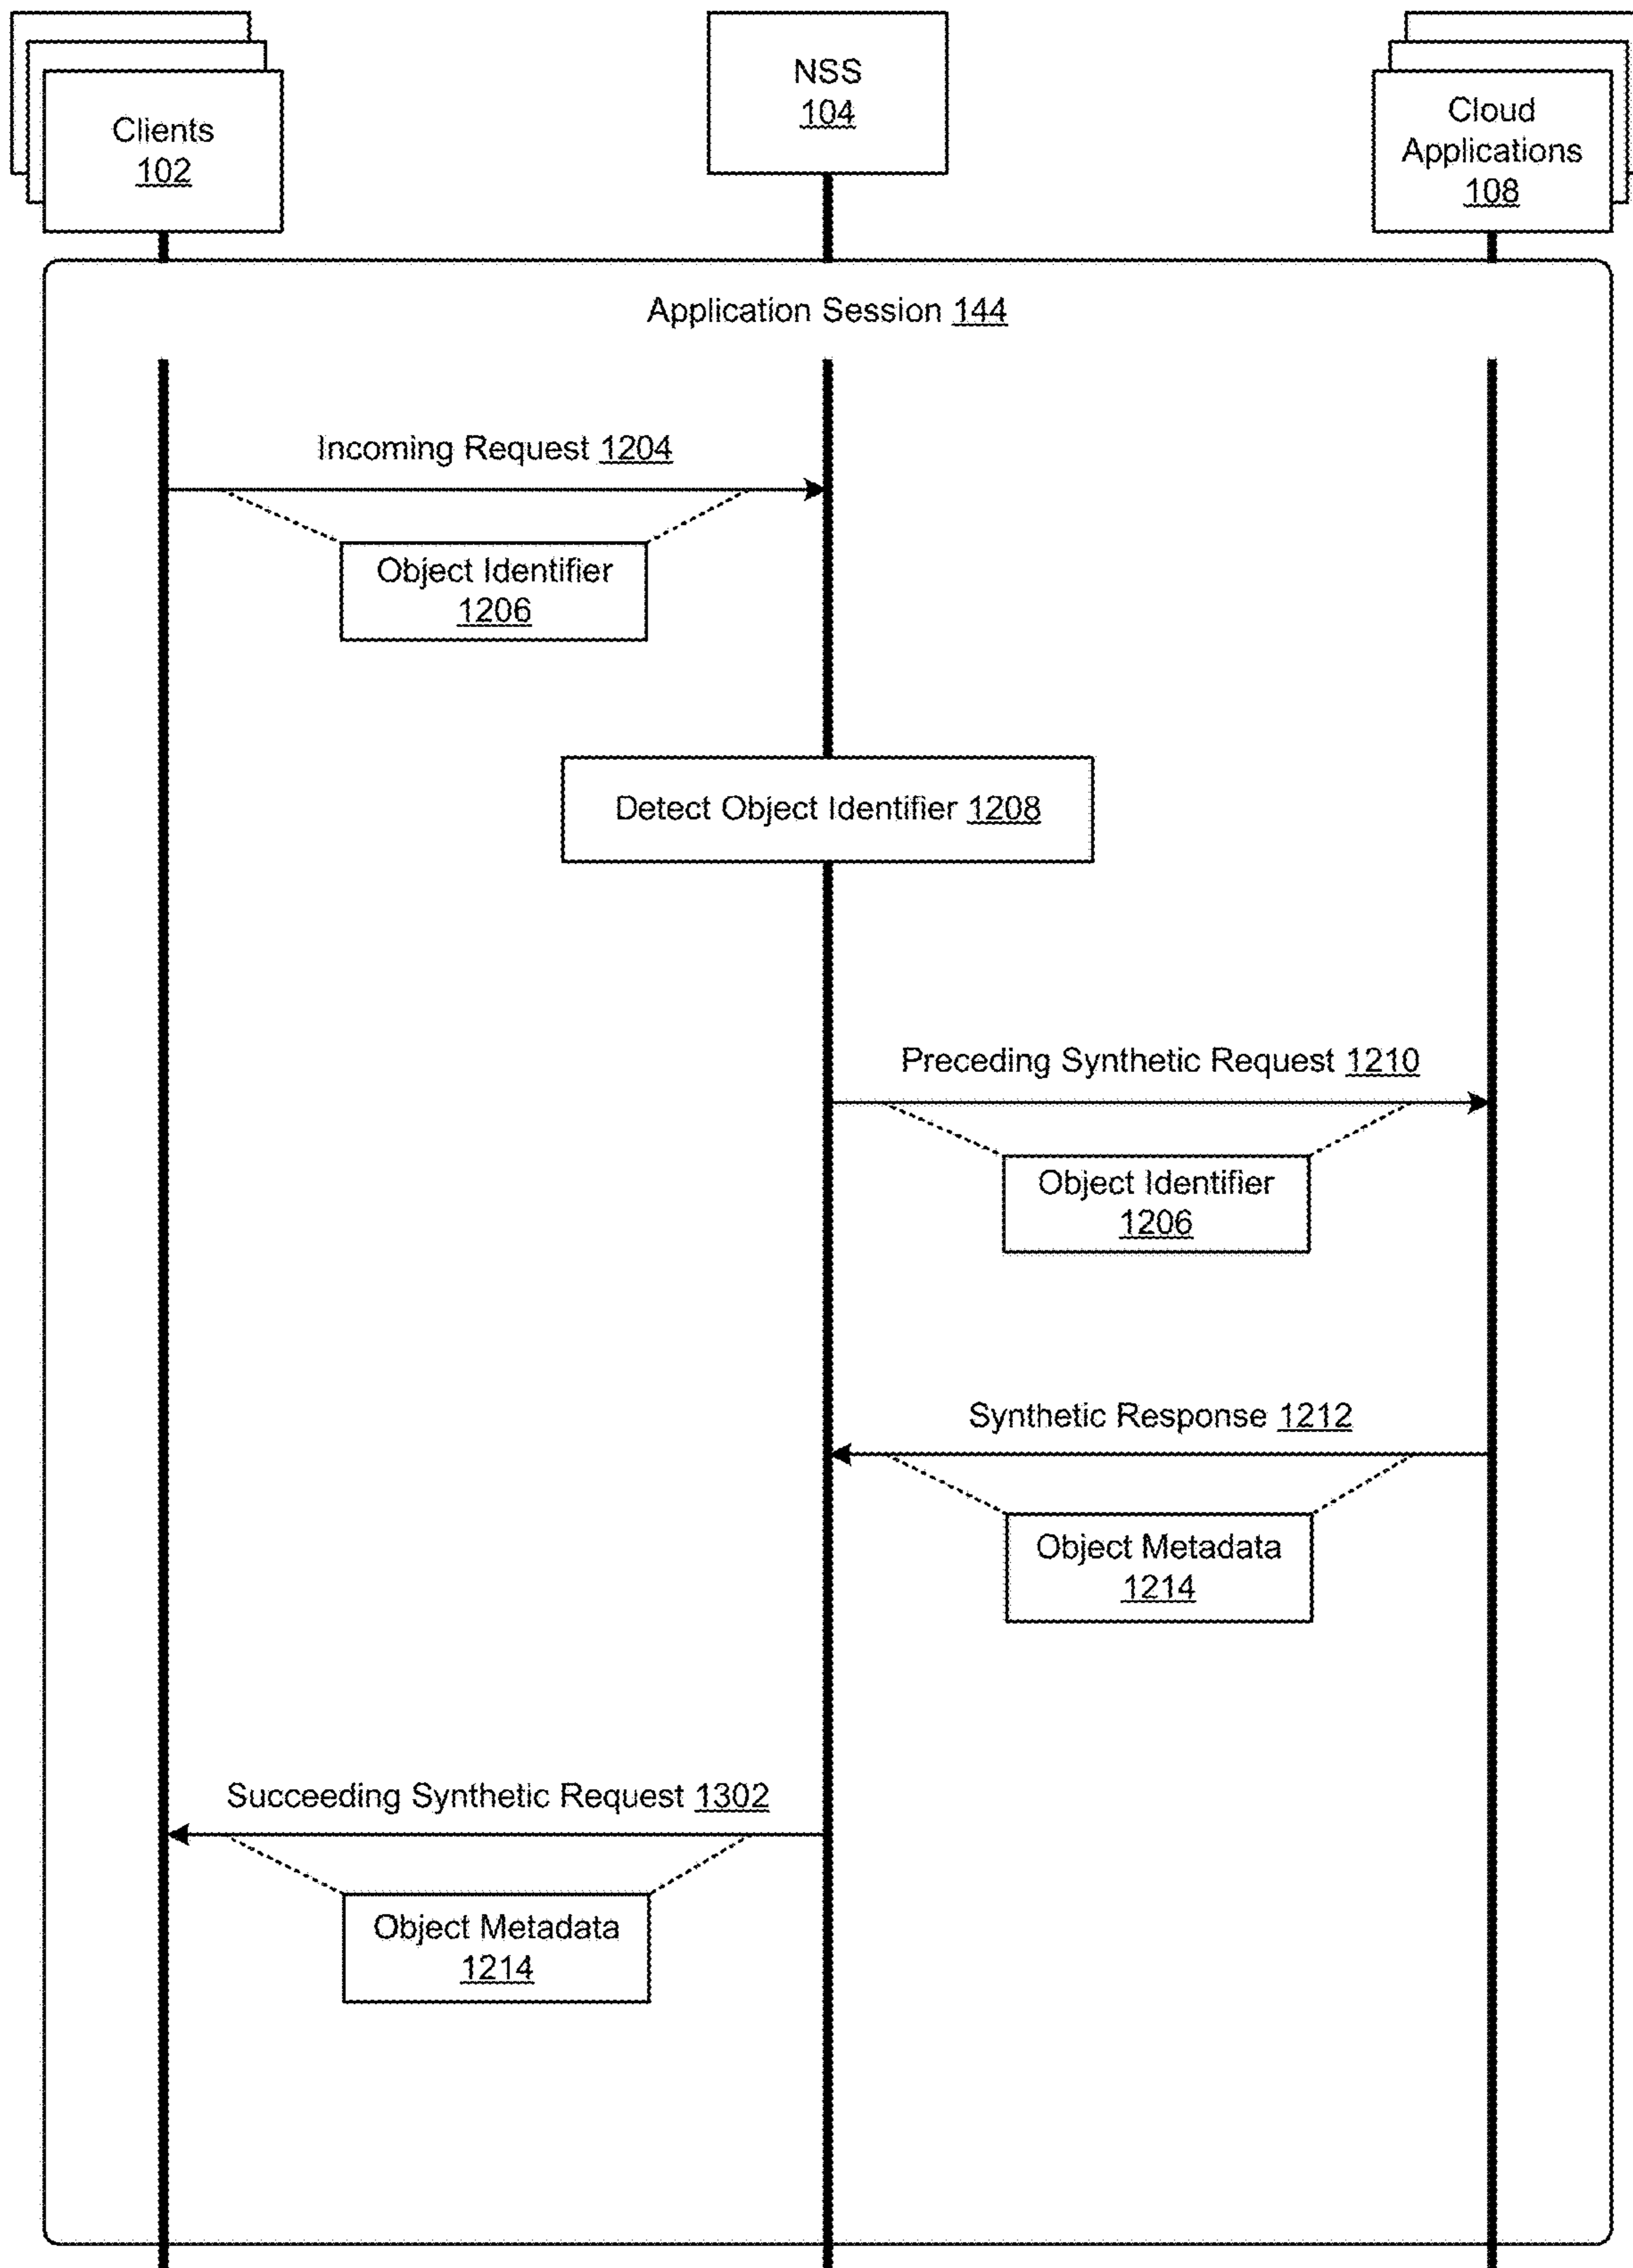 Clients
102
NSS
104
Cloud
Applications
108
Application Session 144
Incoming Request 1204
Object Identifier
1206
Detect Object Identifier 1208
Preceding Synthetic Request 1210
Object Identifier
1206
Synthetic Response 1212
Object Metadata
1214
Succeeding Synthetic Request 1302
Object Metadata
1214